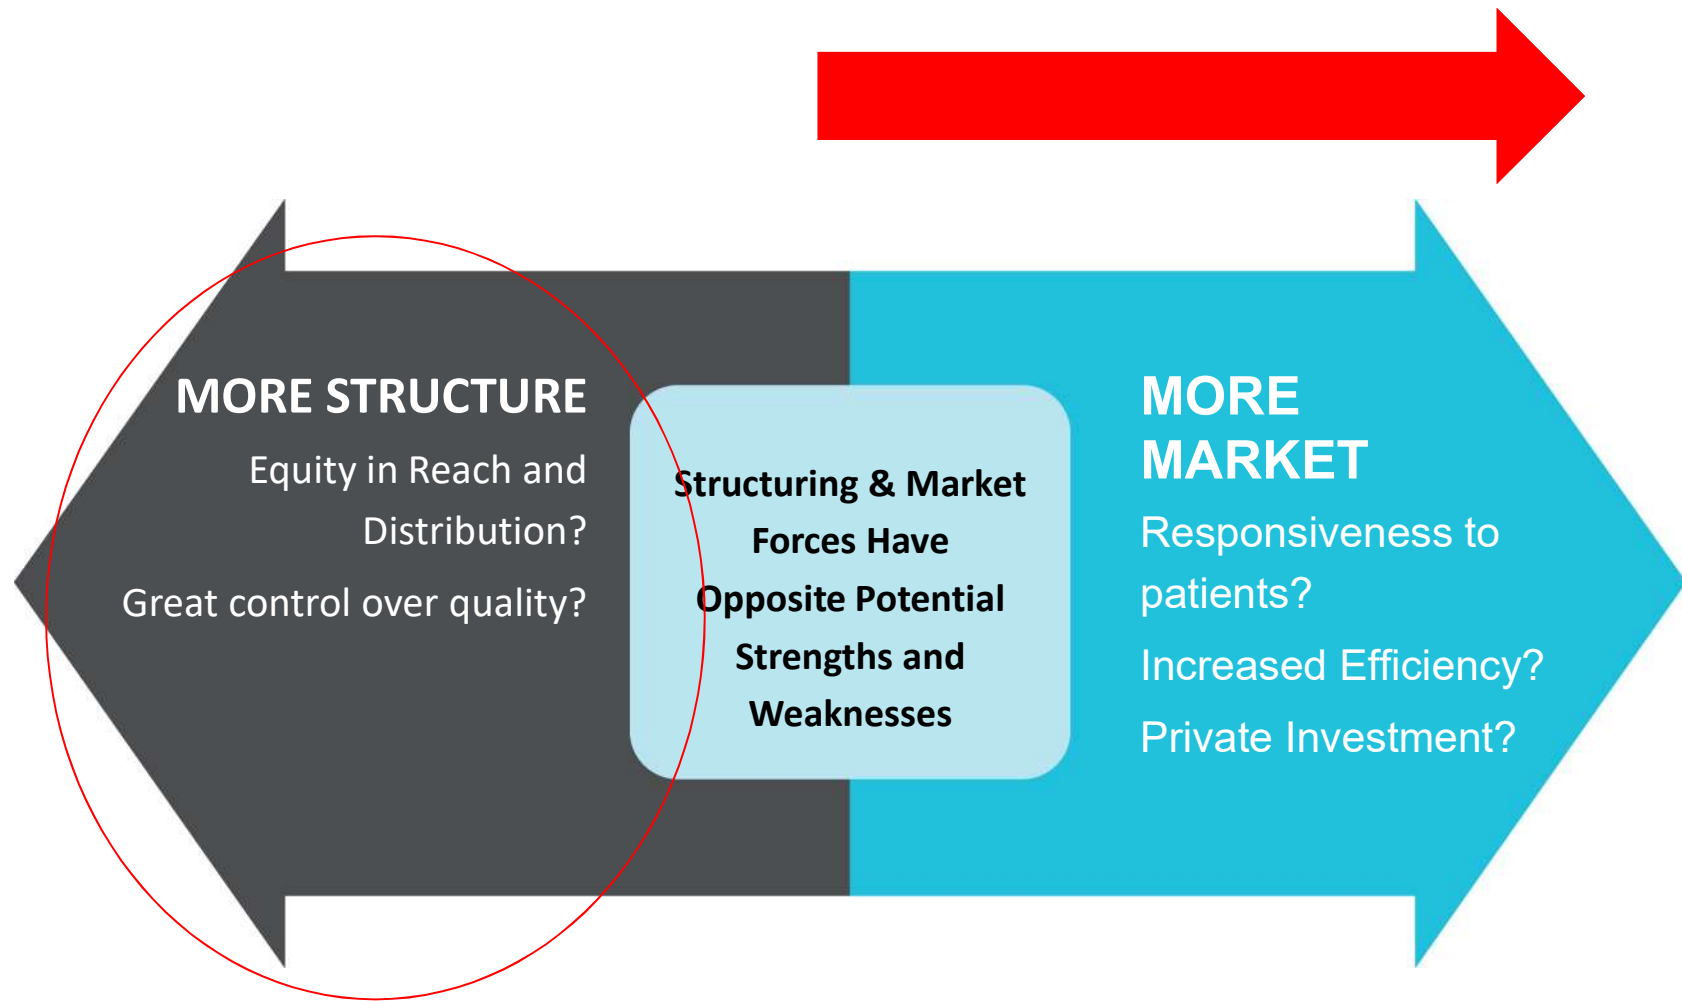 MORE STRUCTURE
Equity in Reach and
Distribution?
Great control over quality?
Structuring & Market
Forces Have
Opposite Potential
Strengths and
Weaknesses
MORE
MARKET
Responsiveness to
patients?
Increased Efficiency?
Private Investment?